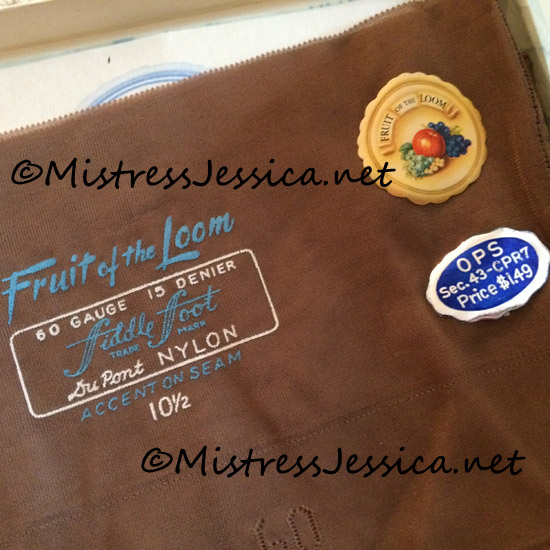 FRUIT OF THE LOOM
©MistressJessica.net
Fruit of the Loom
60 GAUGE 15 DENIER
fiddle foot
TRADE MARK
Du Pont NYLON
ACCENT ON SEAM
10½
OPS
Sec. 43-CPR7
Price $1.49
©MistressJessica.net
60